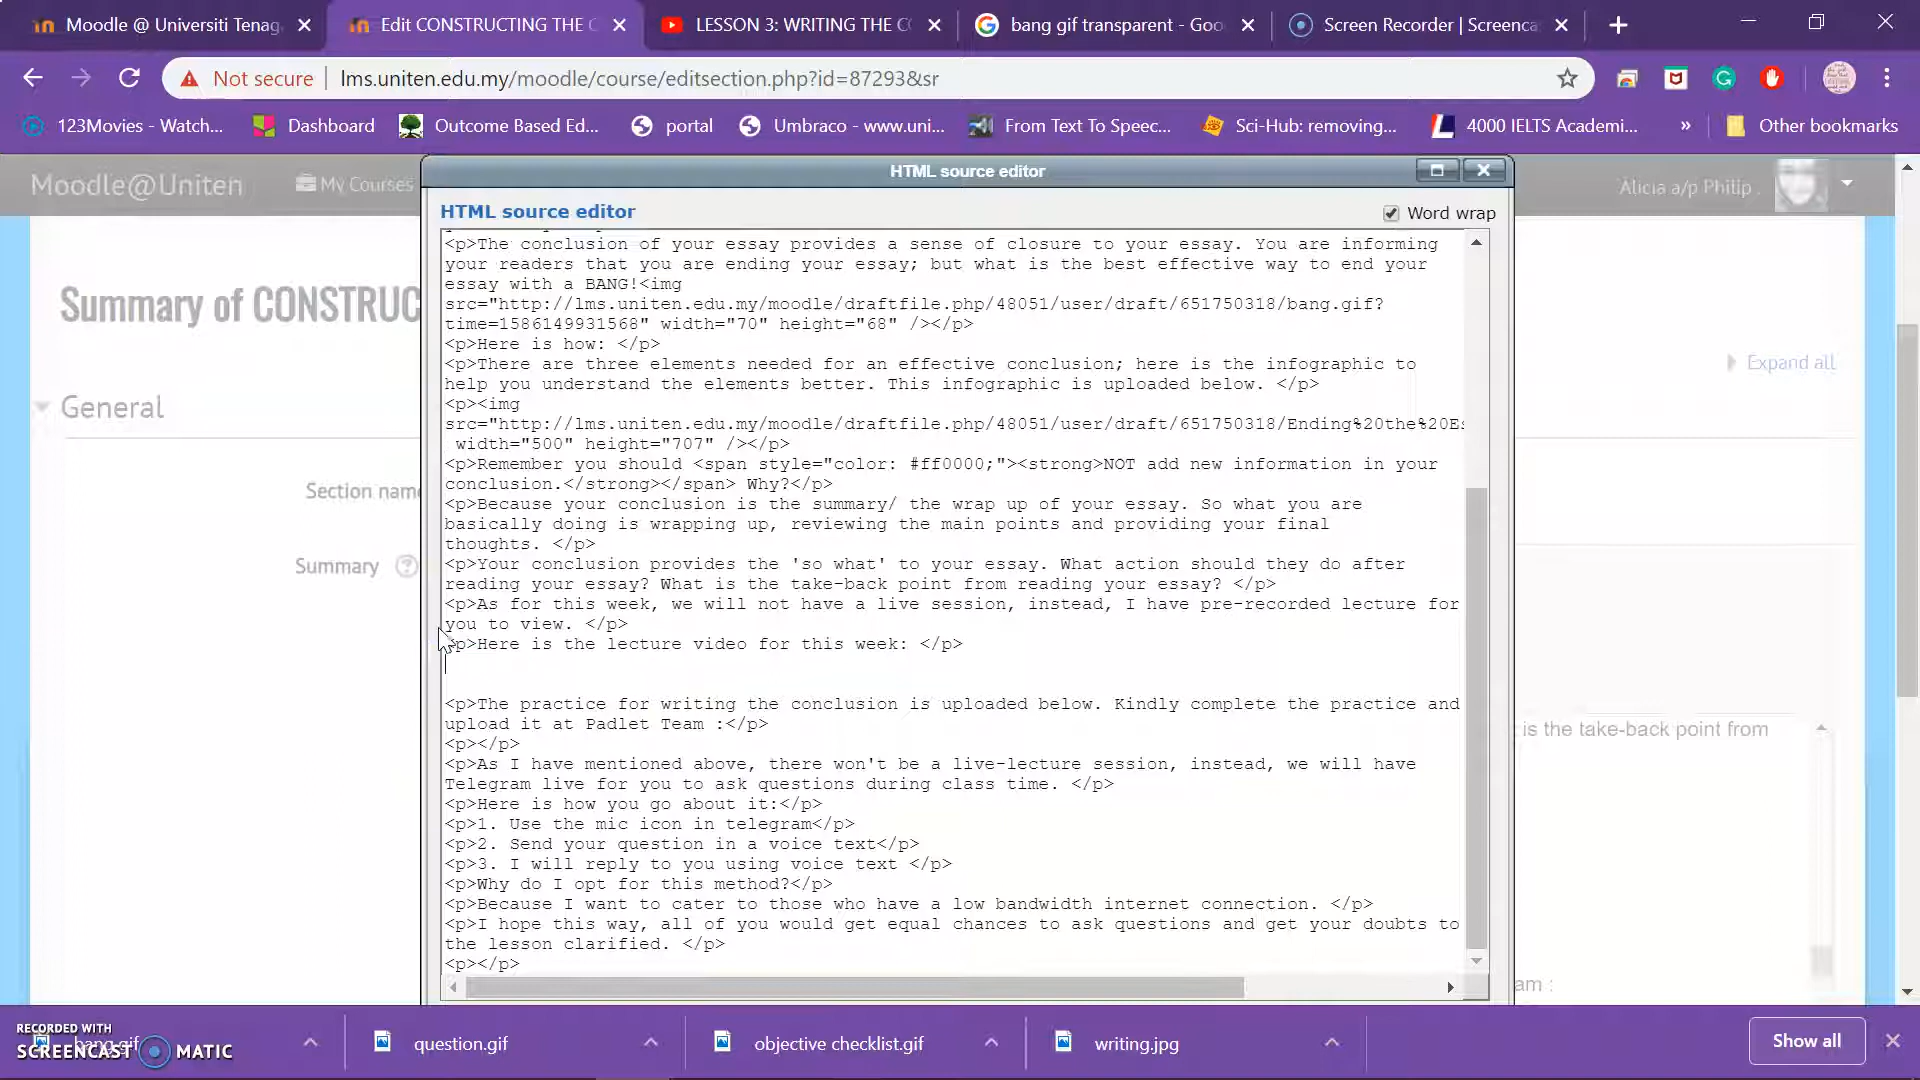 Moodle @ Universiti Tenag
Edit CONSTRUCTING THE C
LESSON 3: WRITING THE CO
bang gif transparent - Goo
Screen Recorder | Screenca
Not secure
lms.uniten.edu.my/moodle/course/editsection.php?id=87293&sr
123Movies - Watch...
Dashboard
Outcome Based Ed...
portal
Umbraco - www.uni...
From Text To Speec...
Sci-Hub: removing...
4000 IELTS Academi...
»
Other bookmarks
Moodle@Uniten
My Courses
HTML source editor
Alicia a/p Philip
HTML source editor
Word wrap
<p>The conclusion of your essay provides a sense of closure to your essay. You are informing
your readers that you are ending your essay; but what is the best effective way to end your
essay with a BANG!<img
src="http://lms.uniten.edu.my/moodle/draftfile.php/48051/user/draft/651750318/bang.gif?
time=1586149931568" width="70" height="68" /></p>
<p>Here is how: </p>
<p>There are three elements needed for an effective conclusion; here is the infographic to
help you understand the elements better. This infographic is uploaded below. </p>
<p><img
src="http://lms.uniten.edu.my/moodle/draftfile.php/48051/user/draft/651750318/Ending%20the%20Es
width="500" height="707" /></p>
<p>Remember you should <span style="color: #ff0000;"><strong>NOT add new information in your
conclusion.</strong></span> Why?</p>
<p>Because your conclusion is the summary/ the wrap up of your essay. So what you are
basically doing is wrapping up, reviewing the main points and providing your final
thoughts. </p>
<p>Your conclusion provides the 'so what' to your essay. What action should they do after
reading your essay? What is the take-back point from reading your essay? </p>
<p>As for this week, we will not have a live session, instead, I have pre-recorded lecture for
you to view. </p>
<p>Here is the lecture video for this week: </p>
<p>The practice for writing the conclusion is uploaded below. Kindly complete the practice and
upload it at Padlet Team :</p>
<p></p>
<p>As I have mentioned above, there won't be a live-lecture session, instead, we will have
Telegram live for you to ask questions during class time. </p>
<p>Here is how you go about it:</p>
<p>1. Use the mic icon in telegram</p>
<p>2. Send your question in a voice text</p>
<p>3. I will reply to you using voice text </p>
<p>Why do I opt for this method?</p>
<p>Because I want to cater to those who have a low bandwidth internet connection. </p>
<p>I hope this way, all of you would get equal chances to ask questions and get your doubts to
the lesson clarified. </p>
<p></p>
Summary of CONSTRUC
Expand all
General
Section name
Summary
is the take-back point from
am :
RECORDED WITH
SCREENCAST MATIC
bang.gif
question.gif
objective checklist.gif
writing.jpg
Show all